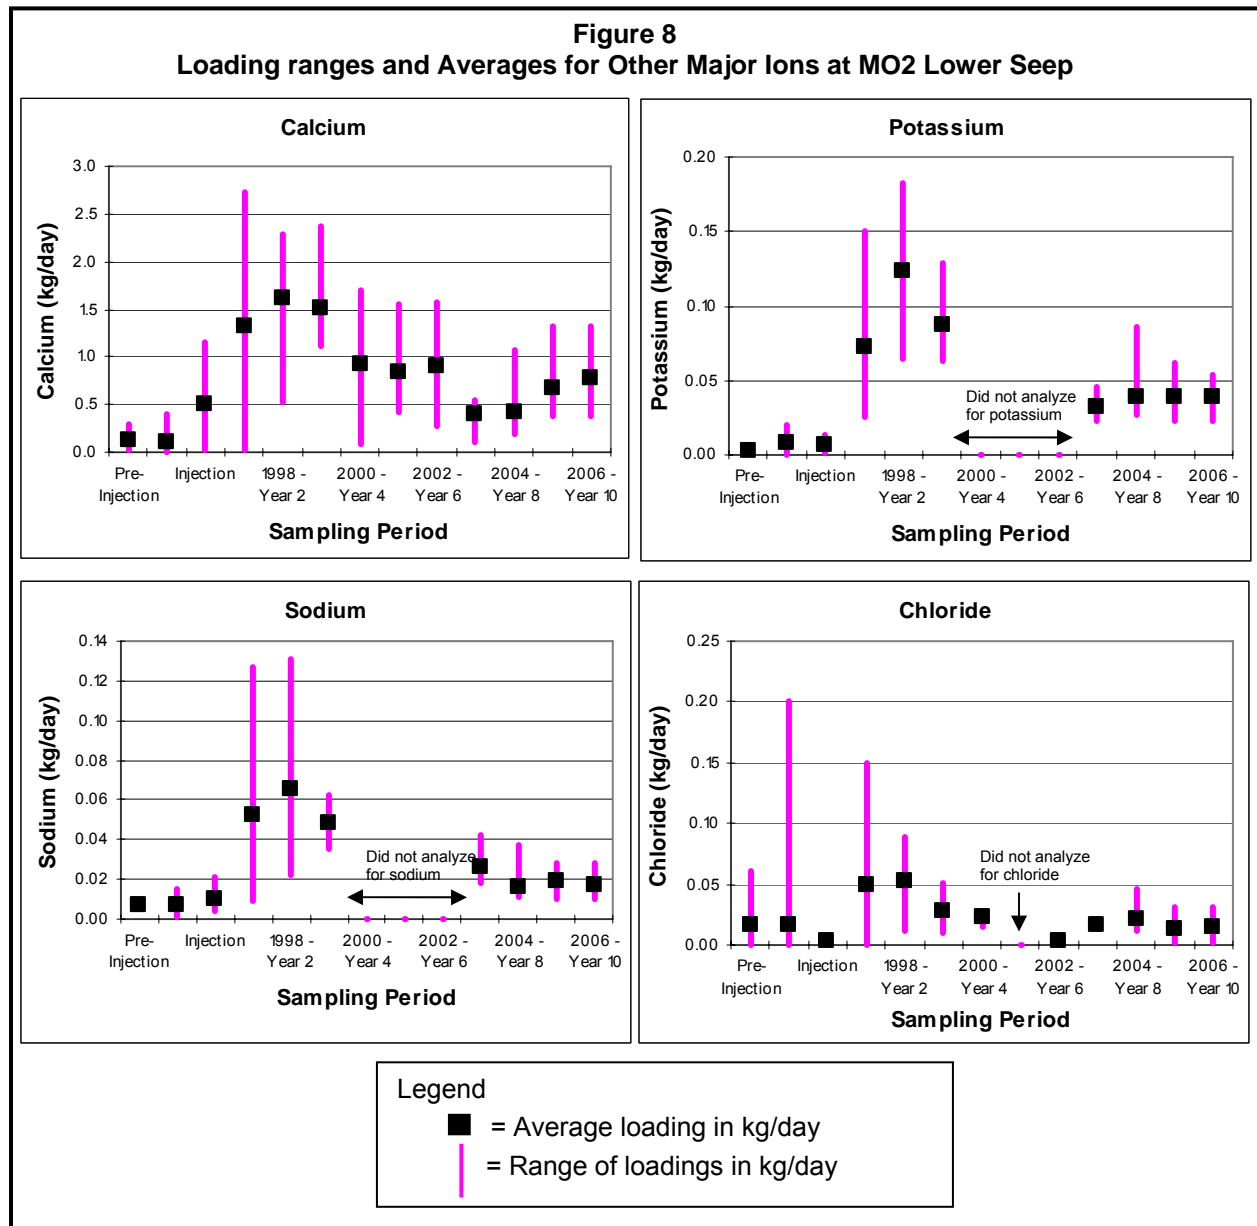 Figure 8
Loading ranges and Averages for Other Major Ions at MO2 Lower Seep
Calcium
Calcium (kg/day)
3.0
2.5
2.0
1.5
1.0
0.5
0.0
Pre- Injection 1998 - 2000 - 2002 - 2004 - 2006 -
Injection Year 2 Year 4 Year 6 Year 8 Year 10
Sampling Period
Potassium
Potassium (kg/day)
0.20
0.15
0.10
0.05
0.00
Did not analyze
for potassium
Pre- Injection 1998 - 2000 - 2002 - 2004 - 2006 -
Injection Year 2 Year 4 Year 6 Year 8 Year 10
Sampling Period
Sodium
Sodium (kg/day)
0.14
0.12
0.10
0.08
0.06
0.04
0.02
0.00
Did not analyze
for sodium
Pre- Injection 1998 - 2000 - 2002 - 2004 - 2006 -
Injection Year 2 Year 4 Year 6 Year 8 Year 10
Sampling Period
Chloride
Chloride (kg/day)
0.25
0.20
0.15
0.10
0.05
0.00
Did not analyze
for chloride
Pre- Injection 1998 - 2000 - 2002 - 2004 - 2006 -
Injection Year 2 Year 4 Year 6 Year 8 Year 10
Sampling Period
Legend
= Average loading in kg/day
= Range of loadings in kg/day